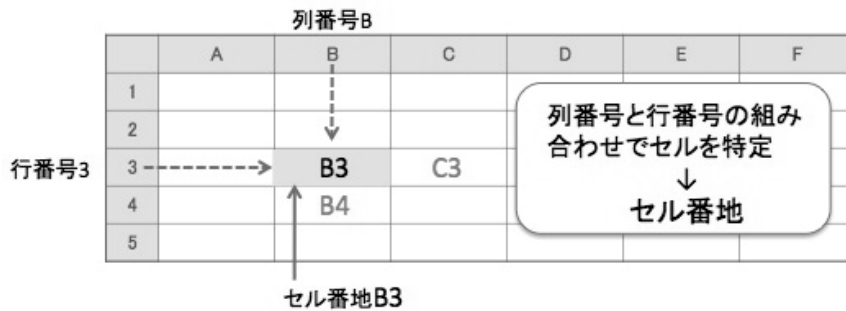 列番号B
A B C D E F
1
2
行番号3 3 B3 C3
4 B4
5
列番号と行番号の組み
合わせでセルを特定
↓
セル番地
セル番地B3